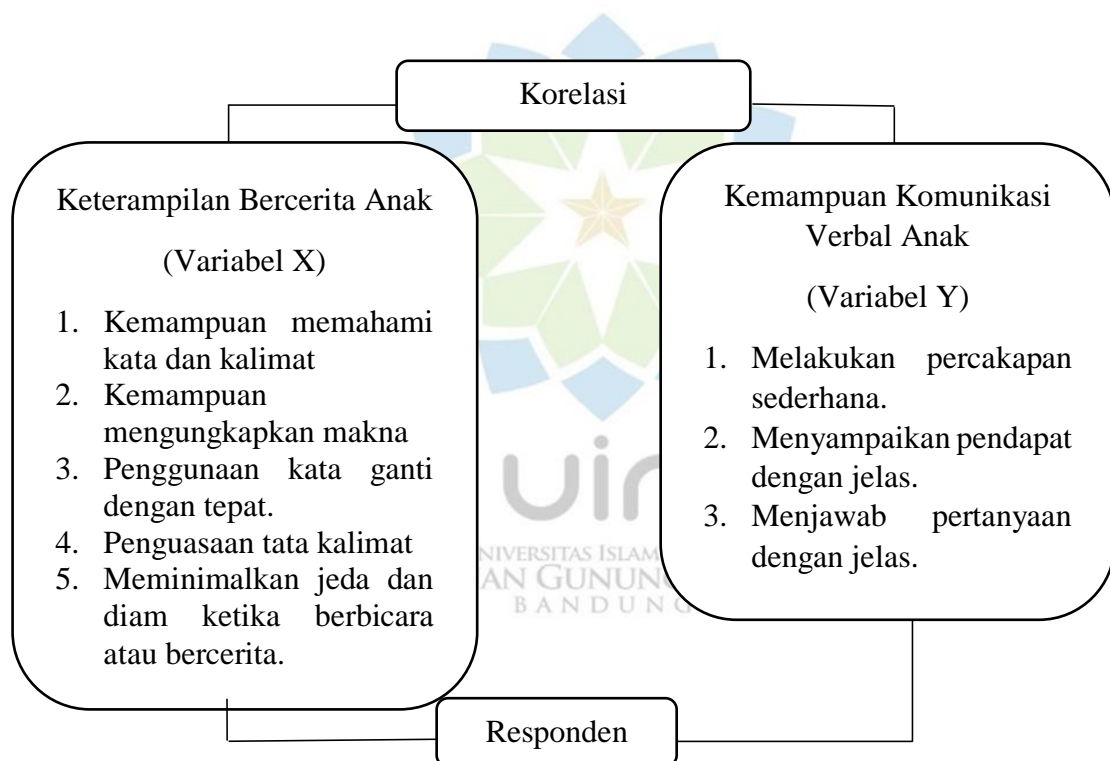 Korelasi
Keterampilan Bercerita Anak
(Variabel X)
1. Kemampuan memahami
kata dan kalimat
2. Kemampuan
mengungkapkan makna
3. Penggunaan kata ganti
dengan tepat.
4. Penguasaan tata kalimat
5. Meminimalkan jeda dan
diam ketika berbicara
atau bercerita.
Kemampuan Komunikasi
Verbal Anak
(Variabel Y)
1. Melakukan percakapan
sederhana.
2. Menyampaikan pendapat
dengan jelas.
3. Menjawab pertanyaan
dengan jelas.
Responden
ISLAM
BANDUNG